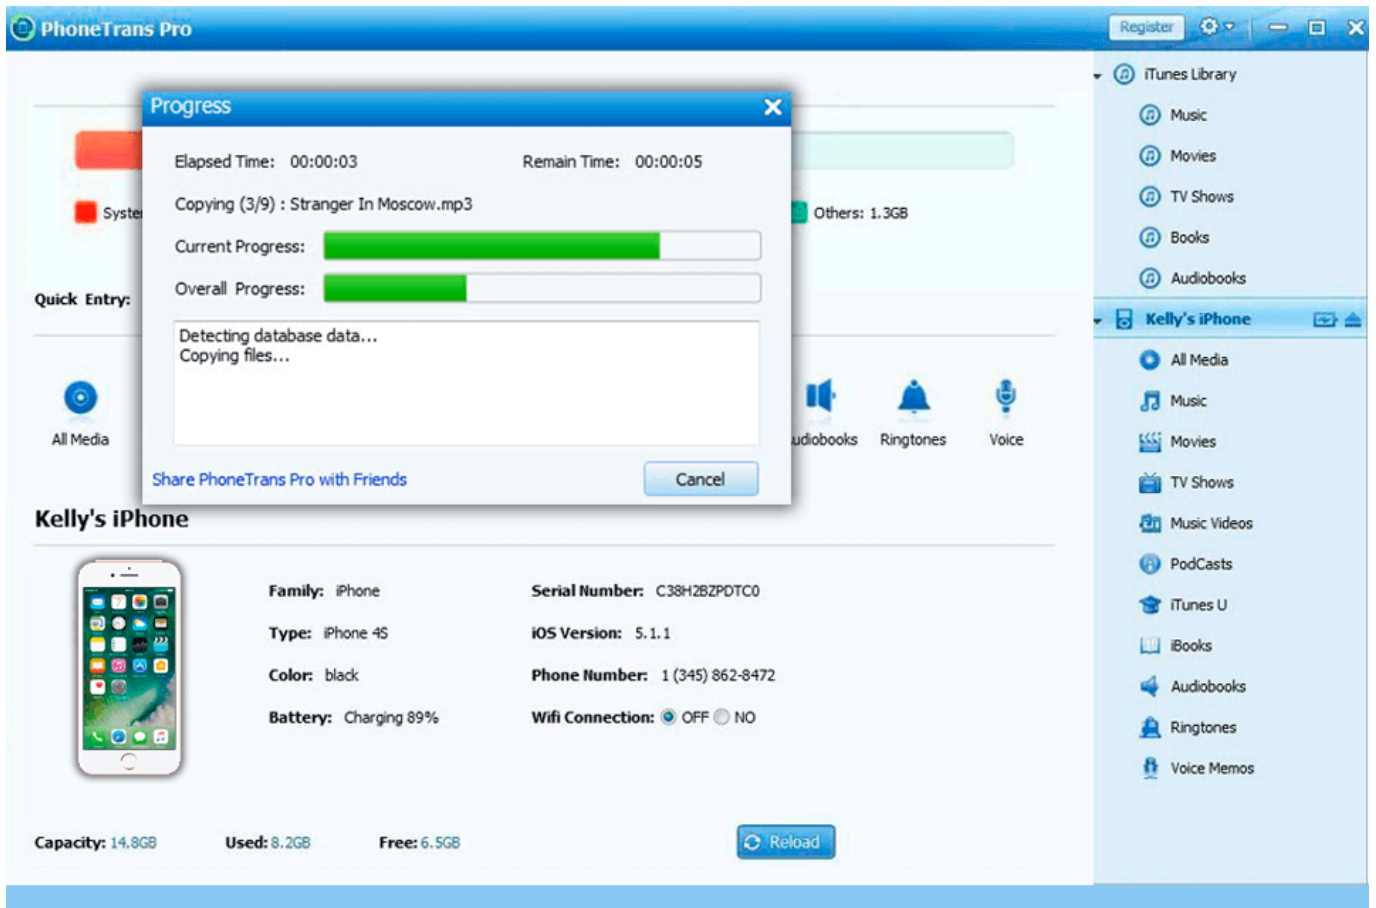 PhoneTrans Pro
Register
Progress
Elapsed Time: 00:00:03 Remain Time: 00:00:05
Copying (3/9) : Stranger In Moscow.mp3
Current Progress:
Overall Progress:
Detecting database data...
Copying files...
Share PhoneTrans Pro with Friends
Cancel
Syste
Others: 1.3GB
Quick Entry:
All Media
udiobooks
Ringtones
Voice
Kelly's iPhone
Family: iPhone
Type: iPhone 4S
Color: black
Battery: Charging 89%
Serial Number: C38H2BZPDTC0
iOS Version: 5.1.1
Phone Number: 1 (345) 862-8472
Wifi Connection: OFF NO
Capacity: 14.8GB Used: 8.2GB Free: 6.5GB
Reload
iTunes Library
Music
Movies
TV Shows
Books
Audiobooks
Kelly's iPhone
All Media
Music
Movies
TV Shows
Music Videos
PodCasts
iTunes U
iBooks
Audiobooks
Ringtones
Voice Memos